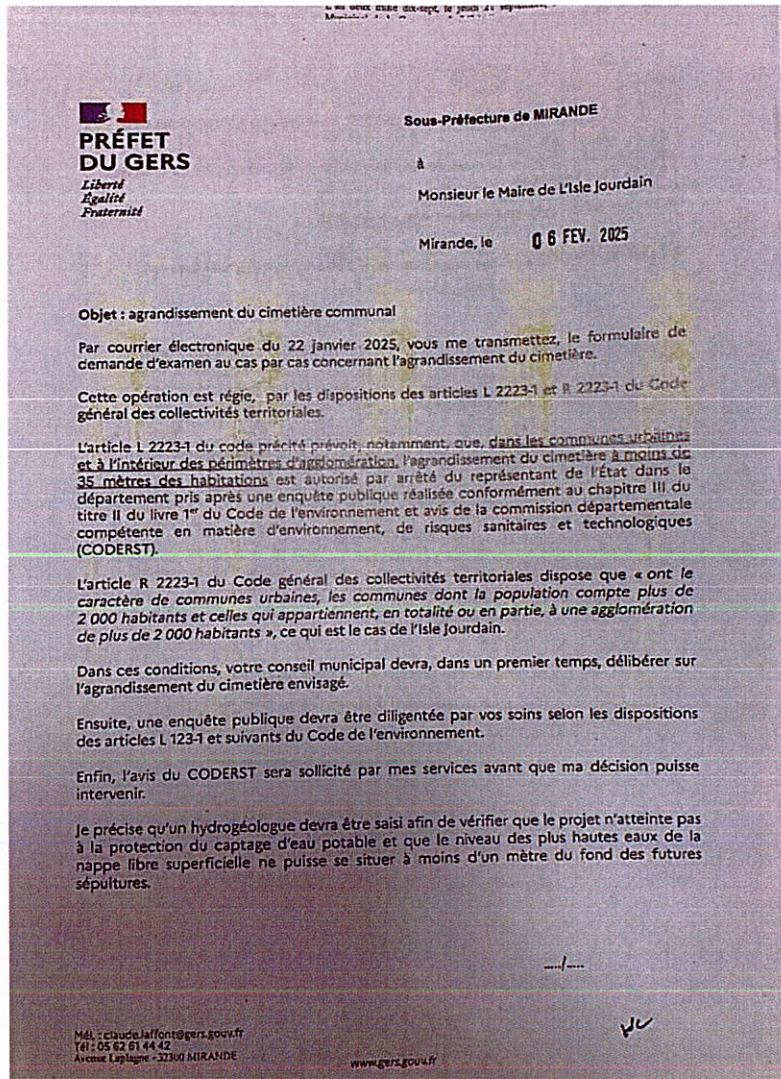 PRÉFET
DU GERS
Liberté
Égalité
Fraternité
Sous-Préfecture de MIRANDE
à
Monsieur le Maire de L'Isle Jourdain
Mirande, le 06 FEV. 2025
Objet : agrandissement du cimetière communal
Par courrier électronique du 22 janvier 2025, vous me transmettez, le formulaire de
demande d'examen au cas par cas concernant l'agrandissement du cimetière.
Cette opération est régie, par les dispositions des articles L 2223-1 et R 2223-1 du Code
général des collectivités territoriales.
L'article L 2223-1 du code précité prévoit, notamment, que, dans les communes urbaines
et à l'intérieur des périmètres d'agglomération, l'agrandissement du cimetière à moins de
35 mètres des habitations est autorisé par arrêté du représentant de l'État dans le
département pris après une enquête publique réalisée conformément au chapitre III du
titre II du livre 1er du Code de l'environnement et avis de la commission départementale
compétente en matière d'environnement, de risques sanitaires et technologiques
(CODERST).
L'article R 2223-1 du Code général des collectivités territoriales dispose que « ont le
caractère de communes urbaines, les communes dont la population compte plus de
2 000 habitants et celles qui appartiennent, en totalité ou en partie, à une agglomération
de plus de 2 000 habitants », ce qui est le cas de l'Isle Jourdain.
Dans ces conditions, votre conseil municipal devra, dans un premier temps, délibérer sur
l'agrandissement du cimetière envisagé.
Ensuite, une enquête publique devra être diligentée par vos soins selon les dispositions
des articles L 123-1 et suivants du Code de l'environnement.
Enfin, l'avis du CODERST sera sollicité par mes services avant que ma décision puisse
intervenir.
Je précise qu'un hydrogéologue devra être saisi afin de vérifier que le projet n'atteinte pas
à la protection du captage d'eau potable et que le niveau des plus hautes eaux de la
nappe libre superficielle ne puisse se situer à moins d'un mètre du fond des futures
sépultures.
..../....
Mél. : claude.laffont@gers.gouv.fr
Tél : 05 62 61 44 42
Avenue Laplagne - 32300 MIRANDE
www.gers.gouv.fr